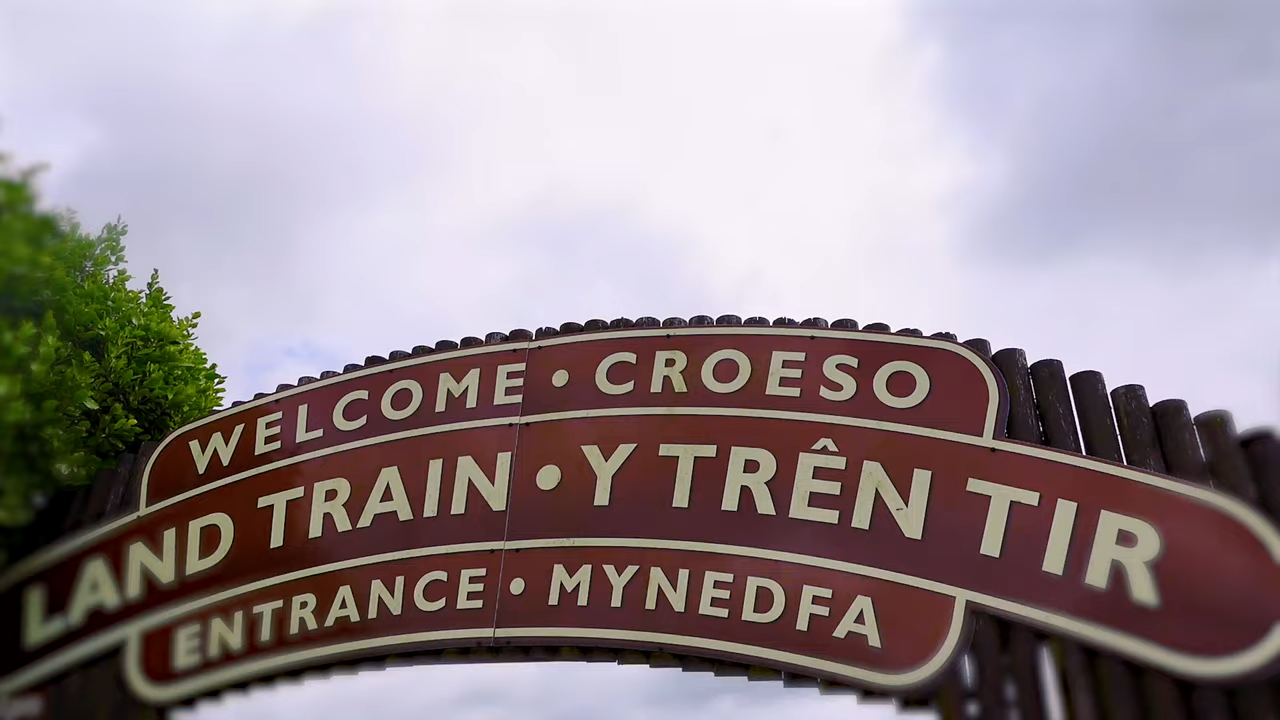 WELCOME • CROESO
LAND TRAIN • Y TRÊN TIR
ENTRANCE • MYNEDFA